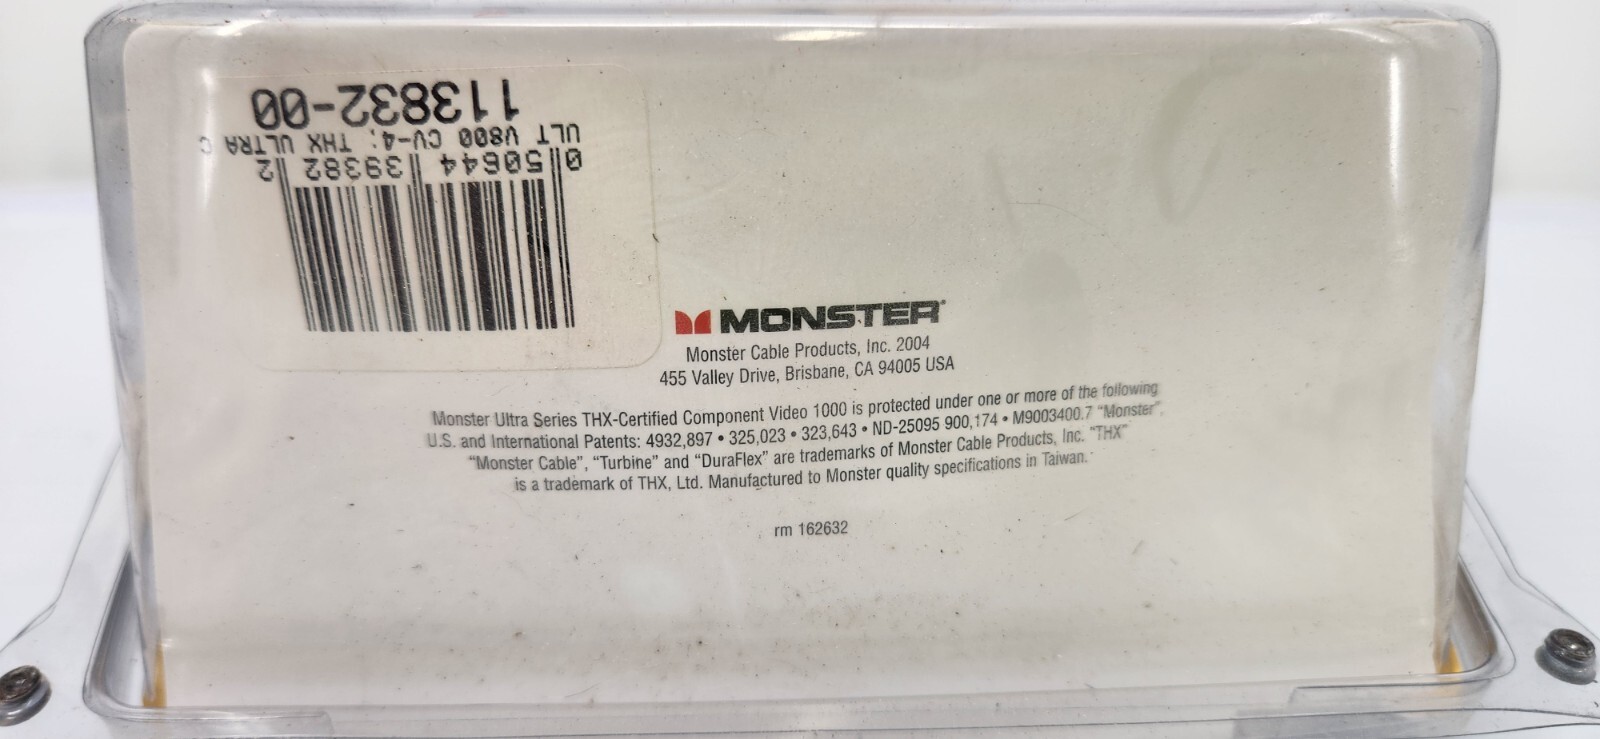 113832-00
ULT V800 CV-4; THX ULTRA C
0 50644 39382 2
MONSTER
Monster Cable Products, Inc. 2004
455 Valley Drive, Brisbane, CA 94005 USA
Monster Ultra Series THX-Certified Component Video 1000 is protected under one or more of the following
U.S. and International Patents: 4932,897 • 325,023 • 323,643 • ND-25095 900,174 • M9003400.7 “Monster”.
“Monster Cable”, “Turbine” and “DuraFlex” are trademarks of Monster Cable Products, Inc. “THX”
is a trademark of THX, Ltd. Manufactured to Monster quality specifications in Taiwan.
rm 162632